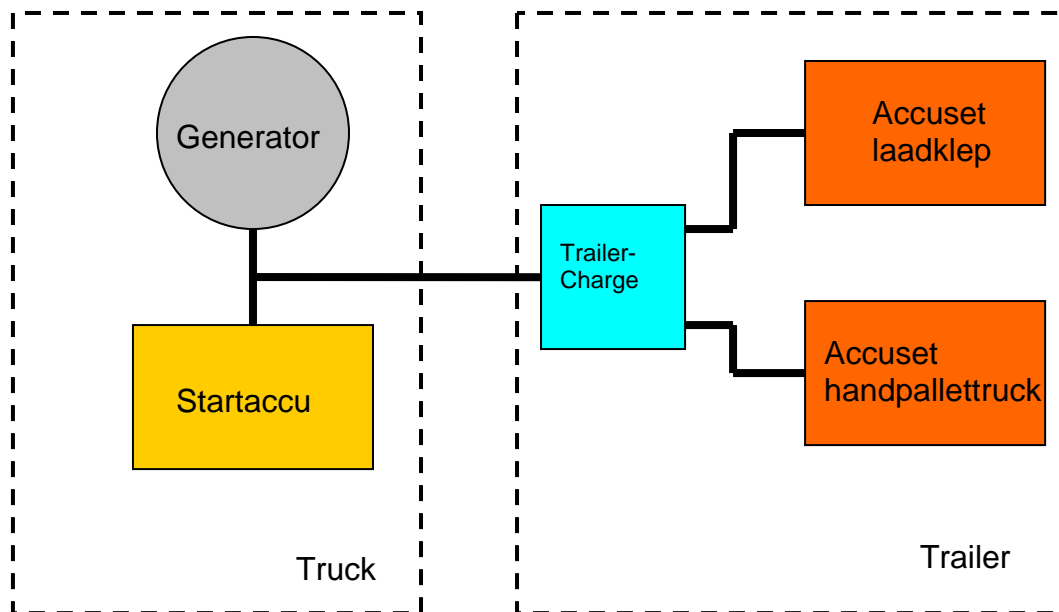 Generator
Startaccu
Truck
Trailer-
Charge
Accuset
laadklep
Accuset
handpallettruck
Trailer